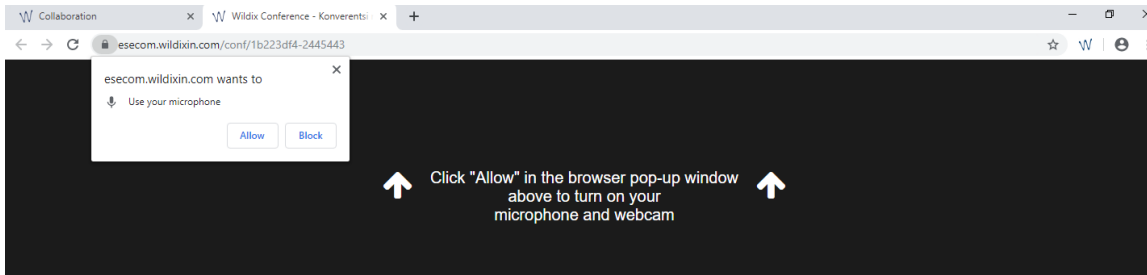 Collaboration
Wildix Conference - Konverentsi
esecom.wildixin.com/conf/1b223df4-2445443
esecom.wildixin.com wants to
Use your microphone
Allow Block
Click "Allow" in the browser pop-up window
above to turn on your
microphone and webcam